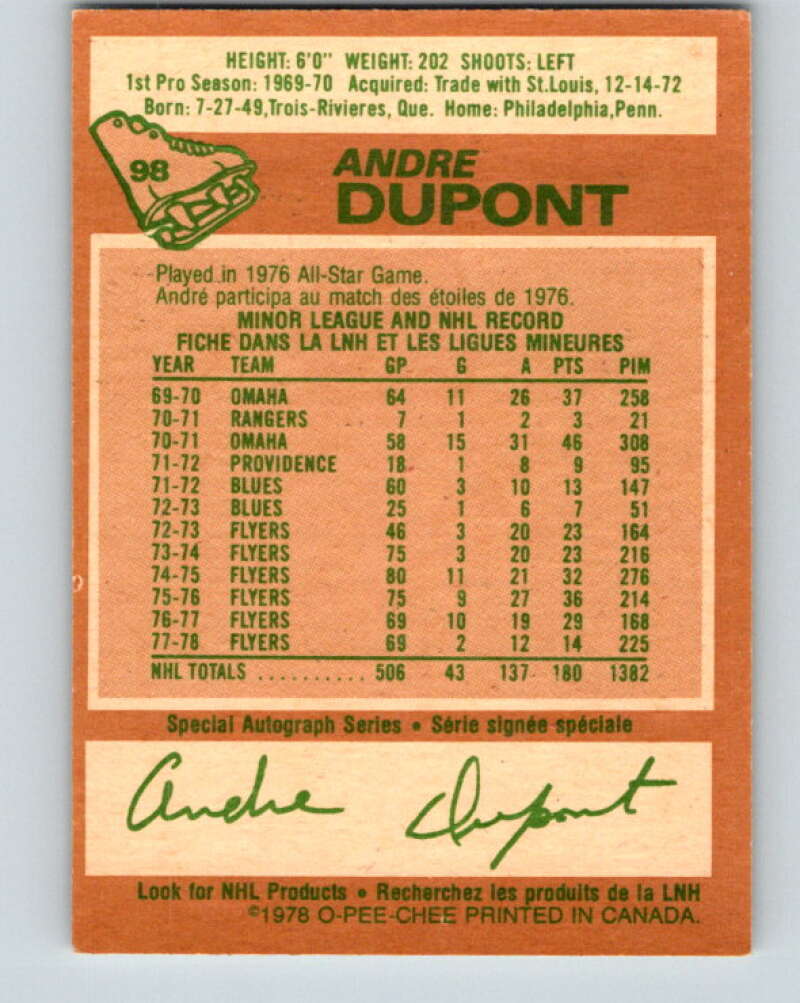 HEIGHT: 6'0" WEIGHT: 202 SHOOTS: LEFT
1st Pro Season: 1969-70 Acquired: Trade with St.Louis, 12-14-72
Born: 7-27-49,Trois-Rivieres, Que. Home: Philadelphia,Penn.
98
ANDRE
DUPONT
Played in 1976 All-Star Game.
André participa au match des étoiles de 1976.
MINOR LEAGUE AND NHL RECORD
FICHE DANS LA LNH ET LES LIGUES MINEURES
YEAR TEAM GP G A PTS PIM
69-70 OMAHA 64 11 26 37 258
70-71 RANGERS 7 1 2 3 21
70-71 OMAHA 58 15 31 46 308
71-72 PROVIDENCE 18 1 8 9 95
71-72 BLUES 60 3 10 13 147
72-73 BLUES 25 1 6 7 51
72-73 FLYERS 46 3 20 23 164
73-74 FLYERS 75 3 20 23 216
74-75 FLYERS 80 11 21 32 276
75-76 FLYERS 75 9 27 36 214
76-77 FLYERS 69 10 19 29 168
77-78 FLYERS 69 2 12 14 225
NHL TOTALS .......... 506 43 137 180 1382
Special Autograph Series • Série signée spéciale
Andre Dupont
Look for NHL Products • Recherchez les produits de la LNH
©1978 O-PEE-CHEE PRINTED IN CANADA.